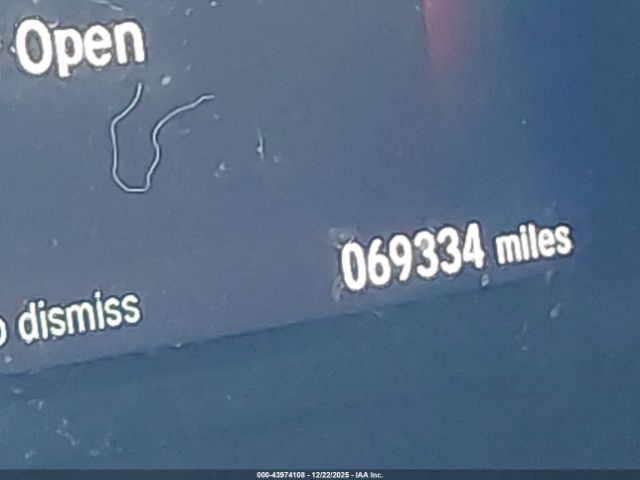 Open
069334 miles
dismiss
000-43974108 - 12/22/2025 - IAA Inc.